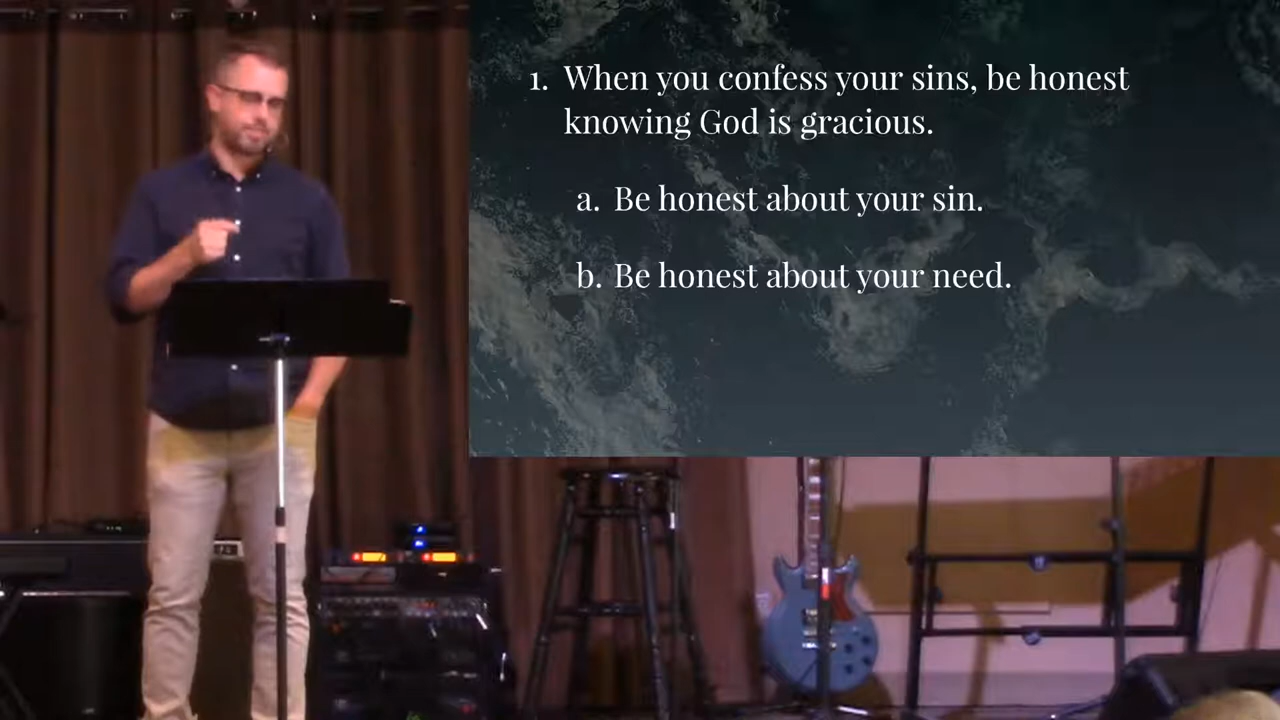 1. When you confess your sins, be honest
knowing God is gracious.
a. Be honest about your sin.
b. Be honest about your need.